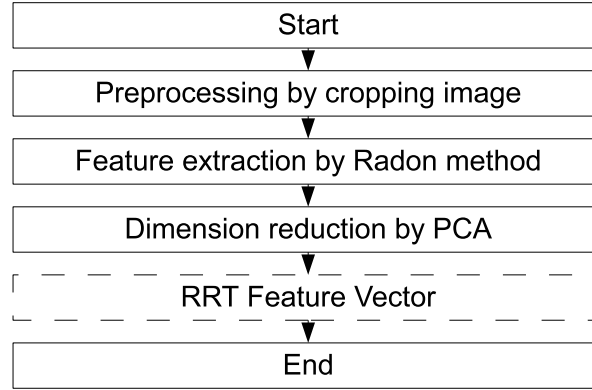 Start
Preprocessing by cropping image
Feature extraction by Radon method
Dimension reduction by PCA
RRT Feature Vector
End